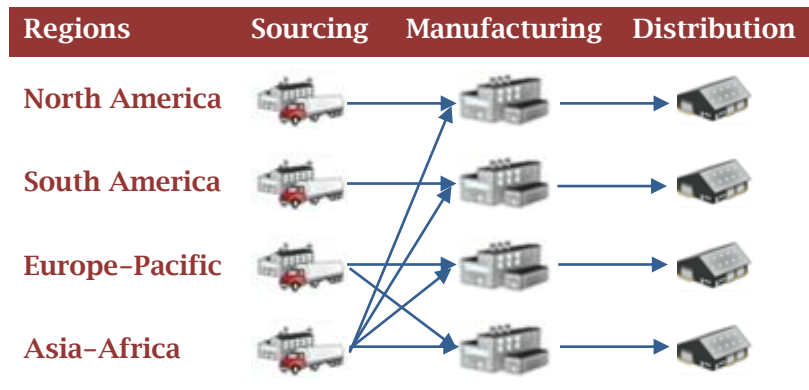 Regions Sourcing Manufacturing Distribution
North America
South America
Europe–Pacific
Asia–Africa